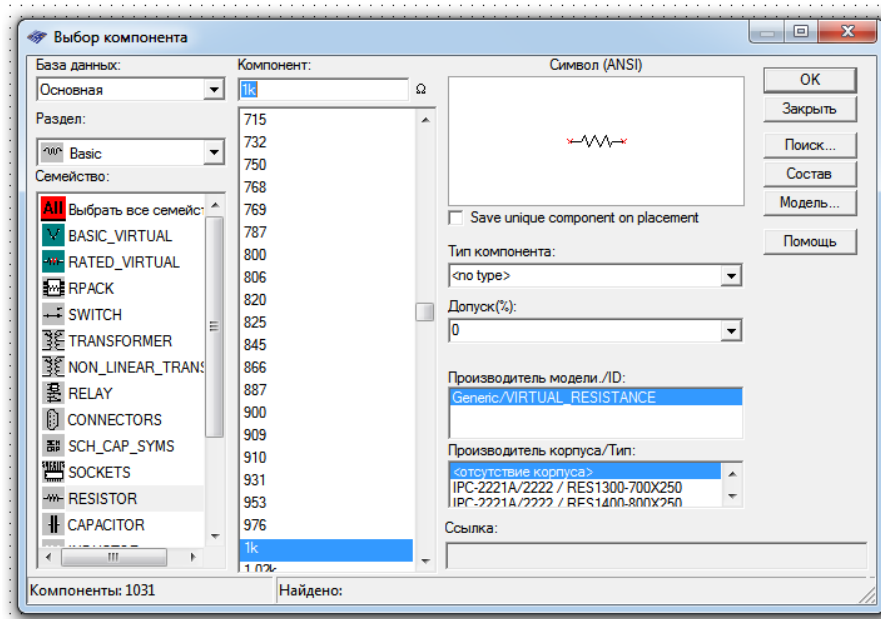 Выбор компонента
База данных:
Основная
Раздел:
Basic
Семейство:
All Выбрать все семейст
BASIC_VIRTUAL
RATED_VIRTUAL
RPACK
SWITCH
TRANSFORMER
NON_LINEAR_TRANS
RELAY
CONNECTORS
SCH_CAP_SYMS
SOCKETS
RESISTOR
CAPACITOR
Компонент:
1k Ω
715
732
750
768
769
787
800
806
820
825
845
866
887
900
909
910
931
953
976
1k
1.02k
Символ (ANSI)
Save unique component on placement
Тип компонента:
<no type>
Допуск(%):
0
Производитель модели./ID:
Generic/VIRTUAL_RESISTANCE
Производитель корпуса/Тип:
<отсутствие корпуса>
IPC-2221A/2222 / RES1300-700X250
IPC-2221A/2222 / RES1400-800X250
Ссылка:
OK
Закрыть
Поиск...
Состав
Модель...
Помощь
Компоненты: 1031
Найдено: